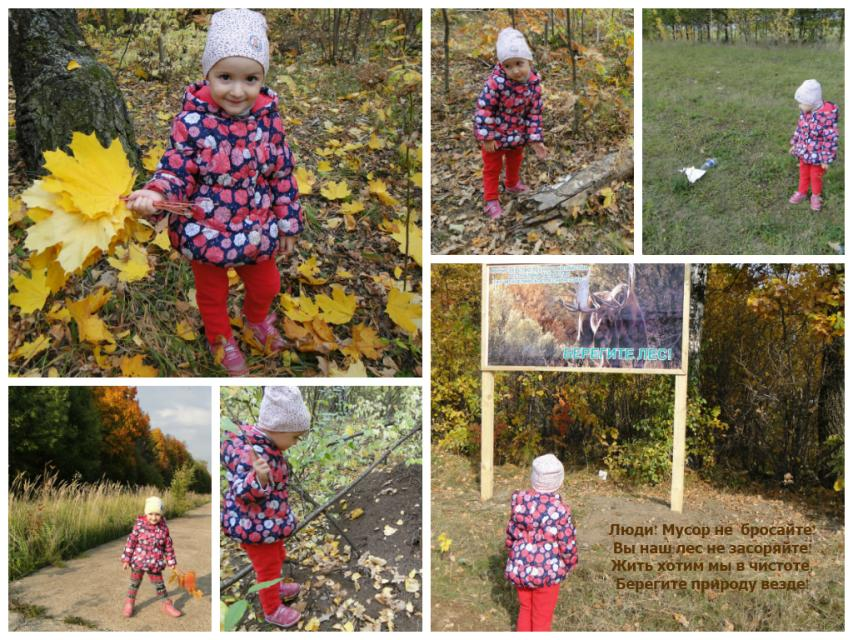 БЕРЕГИТЕ ЛЕС!
Люди! Мусор не бросайте!
Вы наш лес не засоряйте!
Жить хотим мы в чистоте,
Берегите природу везде!